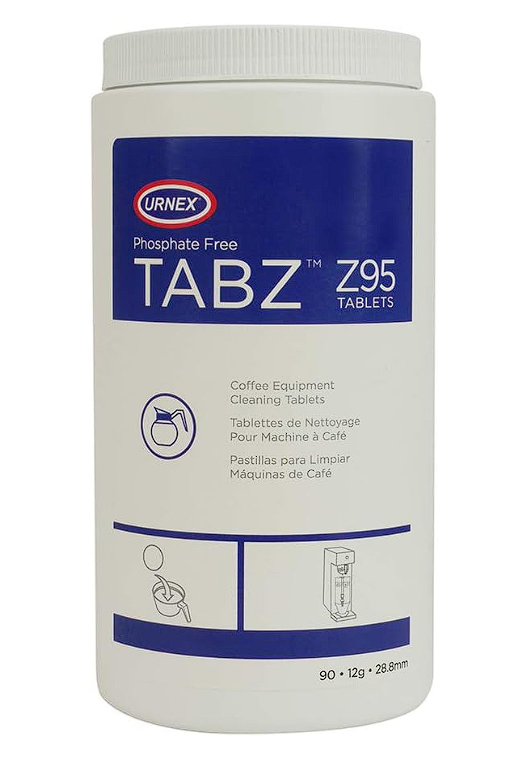 URNEX
Phosphate Free
TABZ™ Z95
TABLETS
Coffee Equipment
Cleaning Tablets
Tablettes de Nettoyage
Pour Machine à Café
Pastillas para Limpiar
Máquinas de Café
90 • 12g • 28.8mm